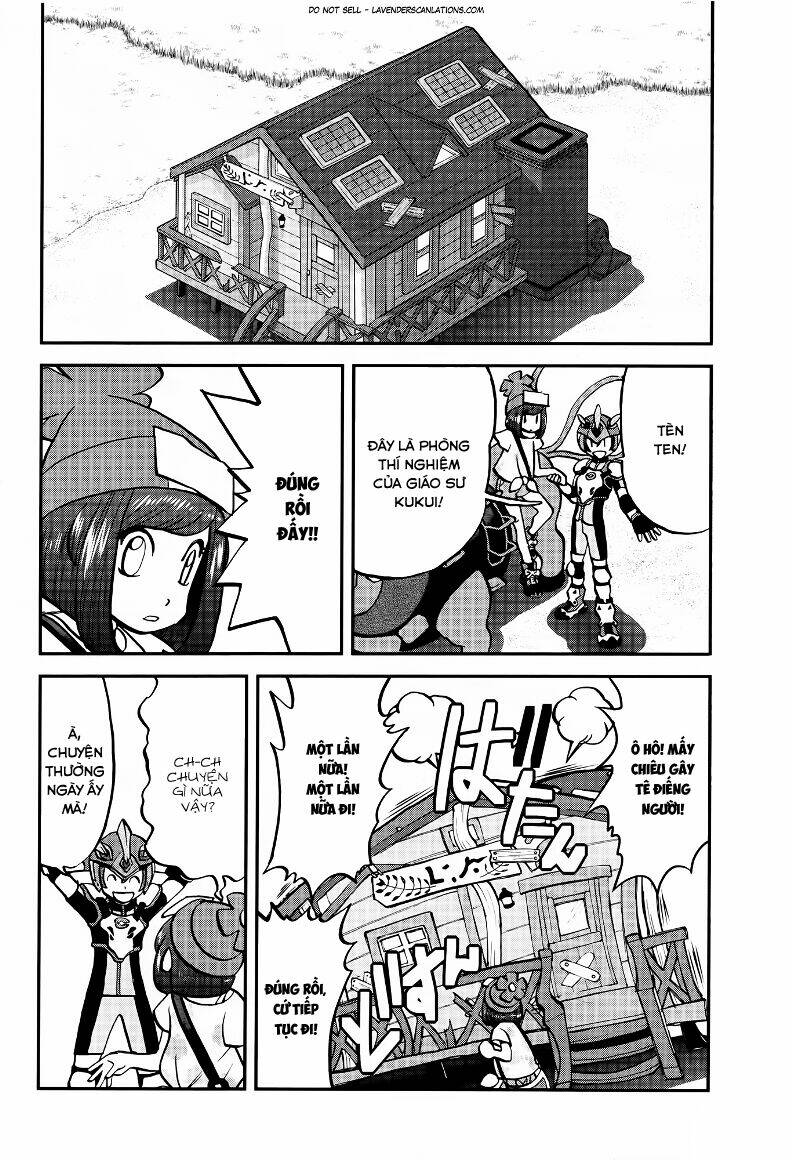 DO NOT SELL - LAVENDERSCANLATIONS.COM
TÈN
TEN!
ĐÂY LÀ PHÒNG
THÍ NGHIỆM
CỦA GIÁO SƯ
KUKUI!
ĐÚNG
RỒI
ĐẤY!!
Ô HÔ! MẤY
CHIÊU GÂY
TÊ ĐIẾNG
NGƯỜI!
ばたん
MỘT LẦN
NỮA!
MỘT LẦN
NỮA ĐI!
ばん
ĐÚNG RỒI,
CỨ TIẾP
TỤC ĐI!
CH-CH
CHUYỆN
GÌ NỮA
VẬY?
À,
CHUYỆN
THƯỜNG
NGÀY ẤY
MÀ!